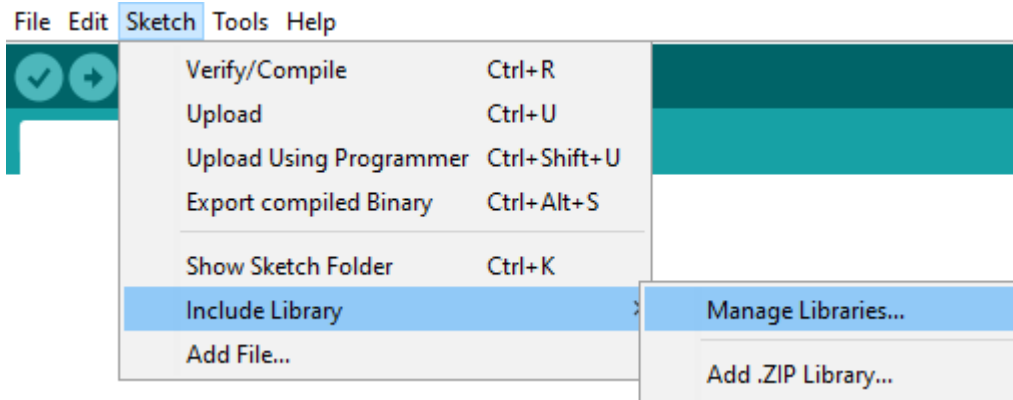 File Edit Sketch Tools Help
Verify/Compile Ctrl+R
Upload Ctrl+U
Upload Using Programmer Ctrl+Shift+U
Export compiled Binary Ctrl+Alt+S
Show Sketch Folder Ctrl+K
Include Library
Manage Libraries...
Add File...
Add .ZIP Library...